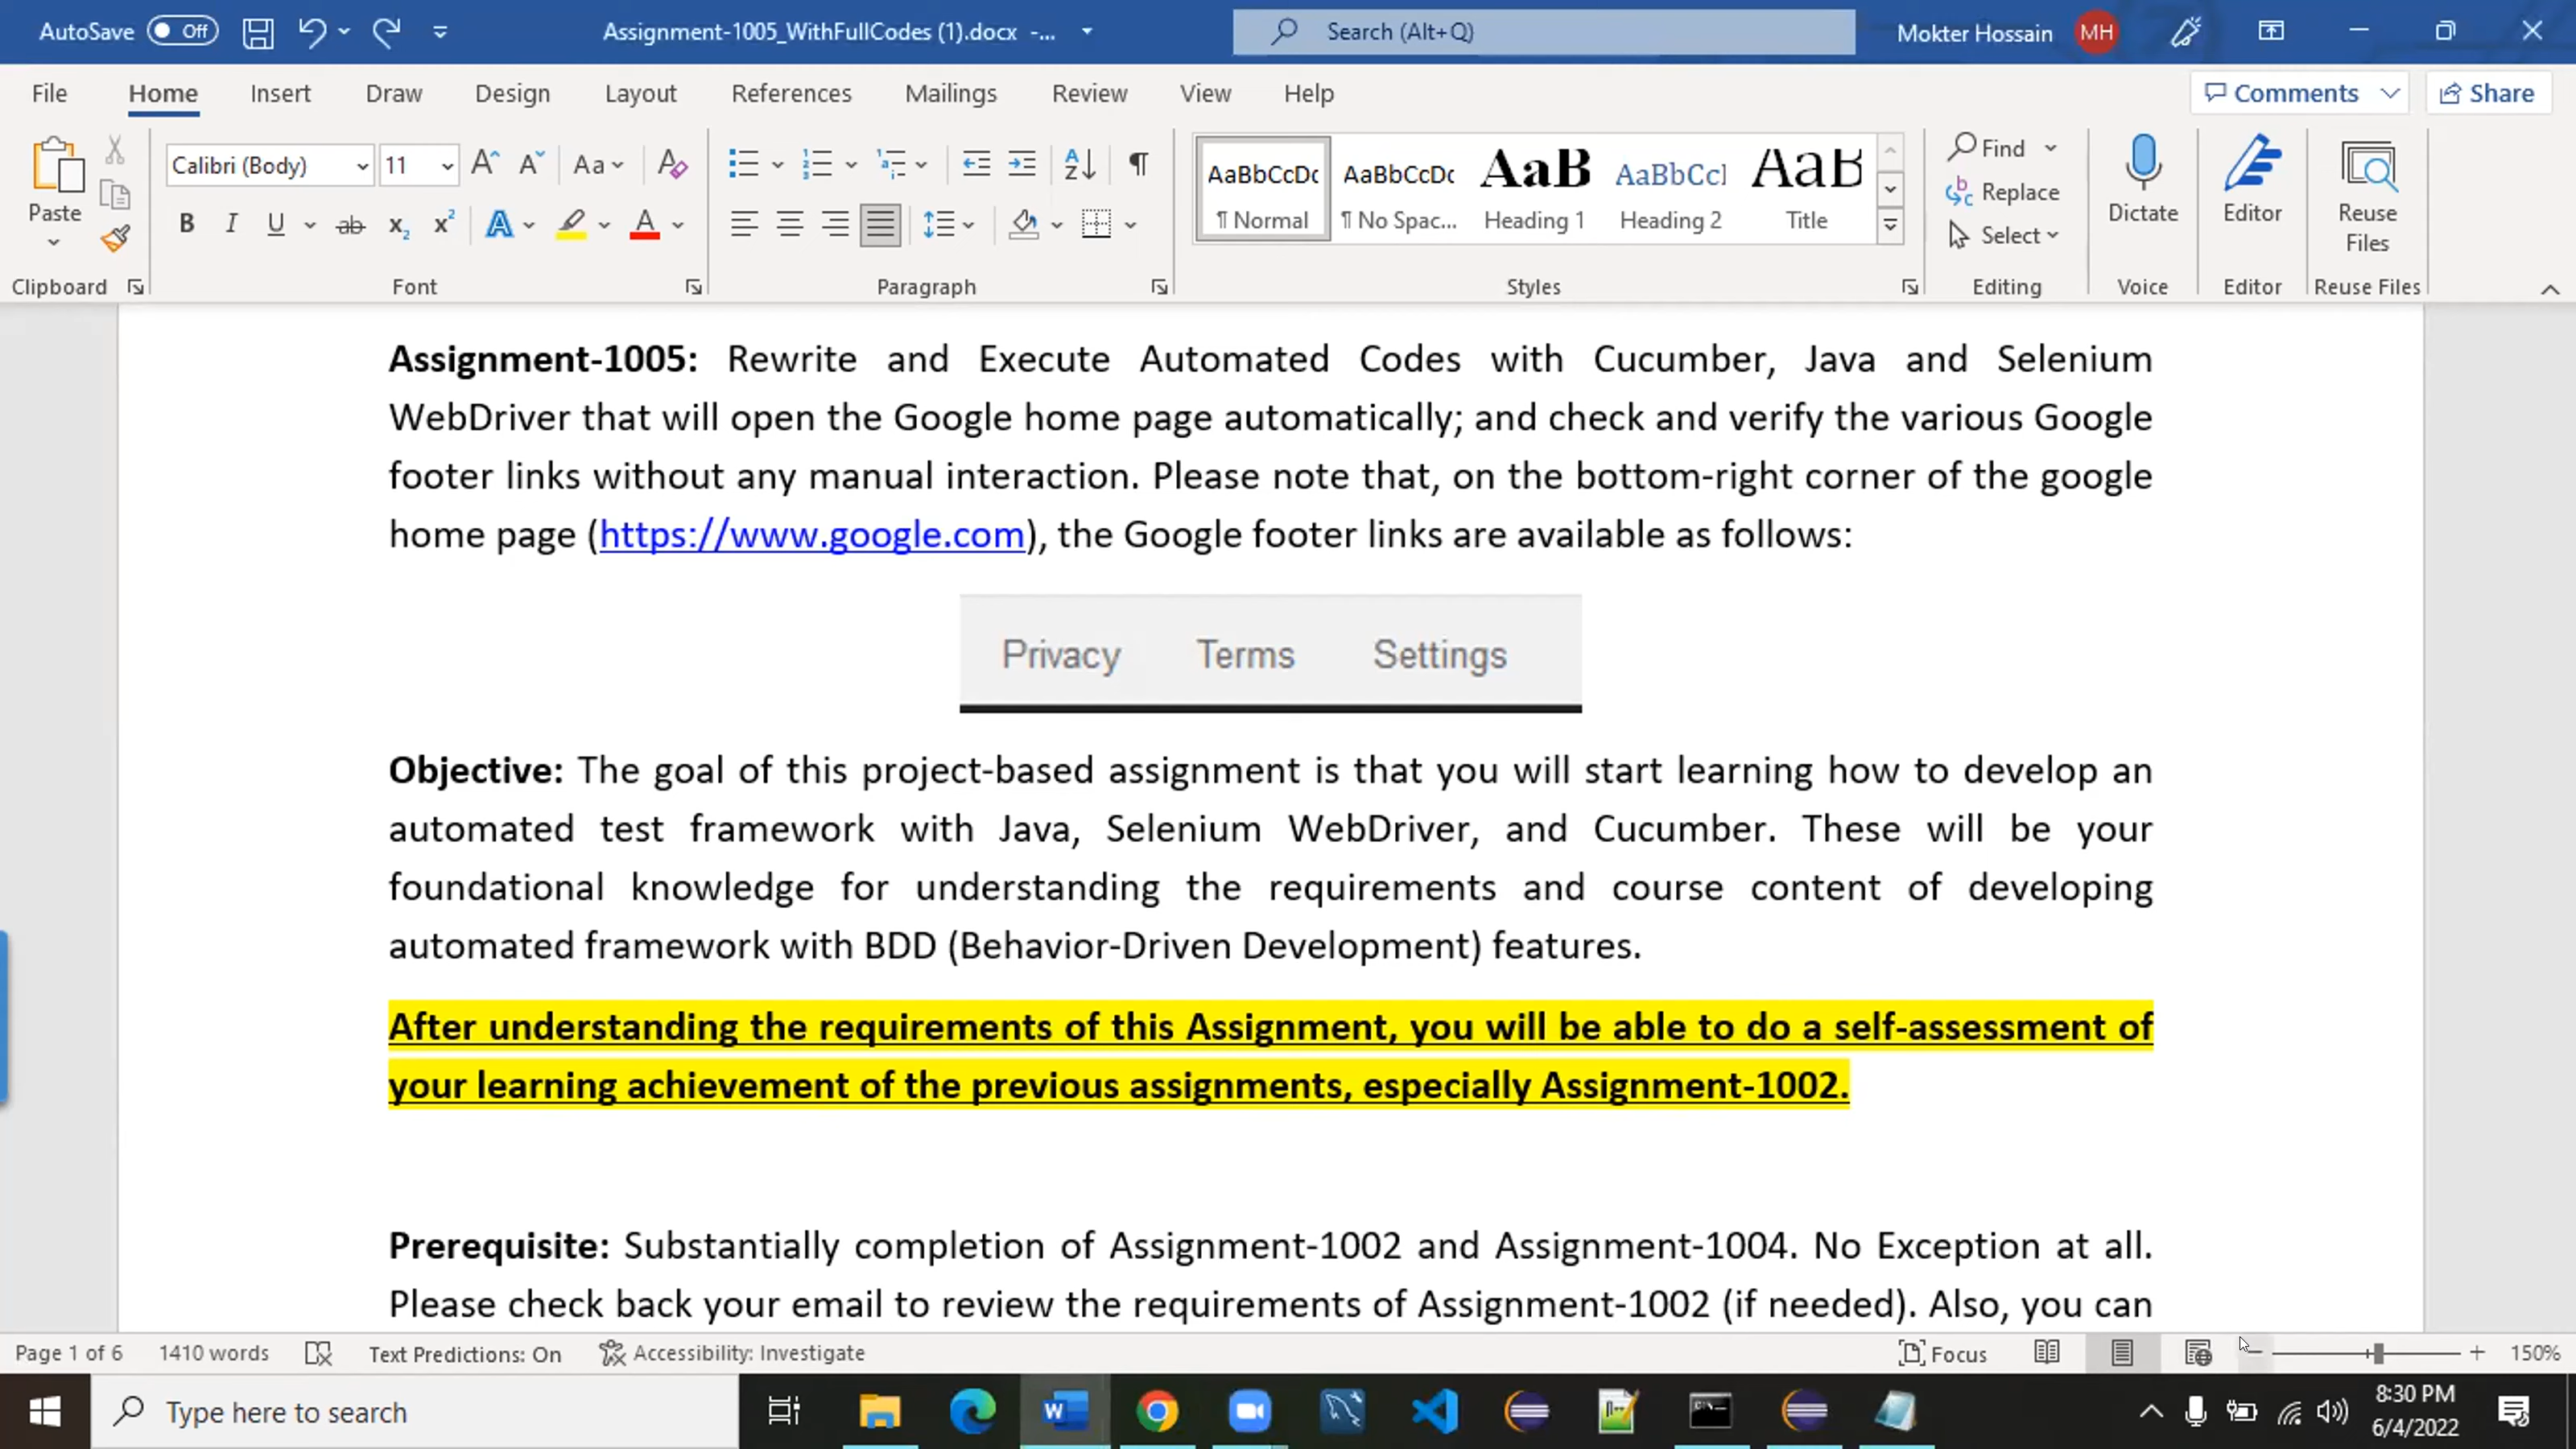 AutoSave Off Assignment-1005_WithFullCodes (1).docx -... Search (Alt+Q) Mokter Hossain MH
File Home Insert Draw Design Layout References Mailings Review View Help Comments Share
Paste Calibri (Body) 11 Aa AaBbCcDc AaBbCcDc AaB AaBbCcl AaB Find Replace Select Dictate Editor Reuse Files
¶ Normal ¶ No Spac... Heading 1 Heading 2 Title
Clipboard Font Paragraph Styles Editing Voice Editor Reuse Files
Assignment-1005: Rewrite and Execute Automated Codes with Cucumber, Java and Selenium
WebDriver that will open the Google home page automatically; and check and verify the various Google
footer links without any manual interaction. Please note that, on the bottom-right corner of the google
home page (https://www.google.com), the Google footer links are available as follows:
Privacy Terms Settings
Objective: The goal of this project-based assignment is that you will start learning how to develop an
automated test framework with Java, Selenium WebDriver, and Cucumber. These will be your
foundational knowledge for understanding the requirements and course content of developing
automated framework with BDD (Behavior-Driven Development) features.
After understanding the requirements of this Assignment, you will be able to do a self-assessment of
your learning achievement of the previous assignments, especially Assignment-1002.
Prerequisite: Substantially completion of Assignment-1002 and Assignment-1004. No Exception at all.
Please check back your email to review the requirements of Assignment-1002 (if needed). Also, you can
Page 1 of 6 1410 words Text Predictions: On Accessibility: Investigate Focus 150%
Type here to search 8:30 PM
6/4/2022